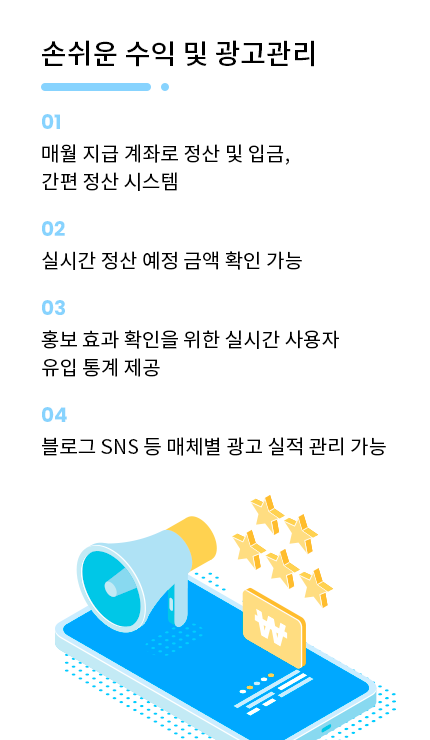 손쉬운 수익 및 광고관리
01
매월 지급 계좌로 정산 및 입금,
간편 정산 시스템
02
실시간 정산 예정 금액 확인 가능
03
홍보 효과 확인을 위한 실시간 사용자
유입 통계 제공
04
블로그 SNS 등 매체별 광고 실적 관리 가능
₩